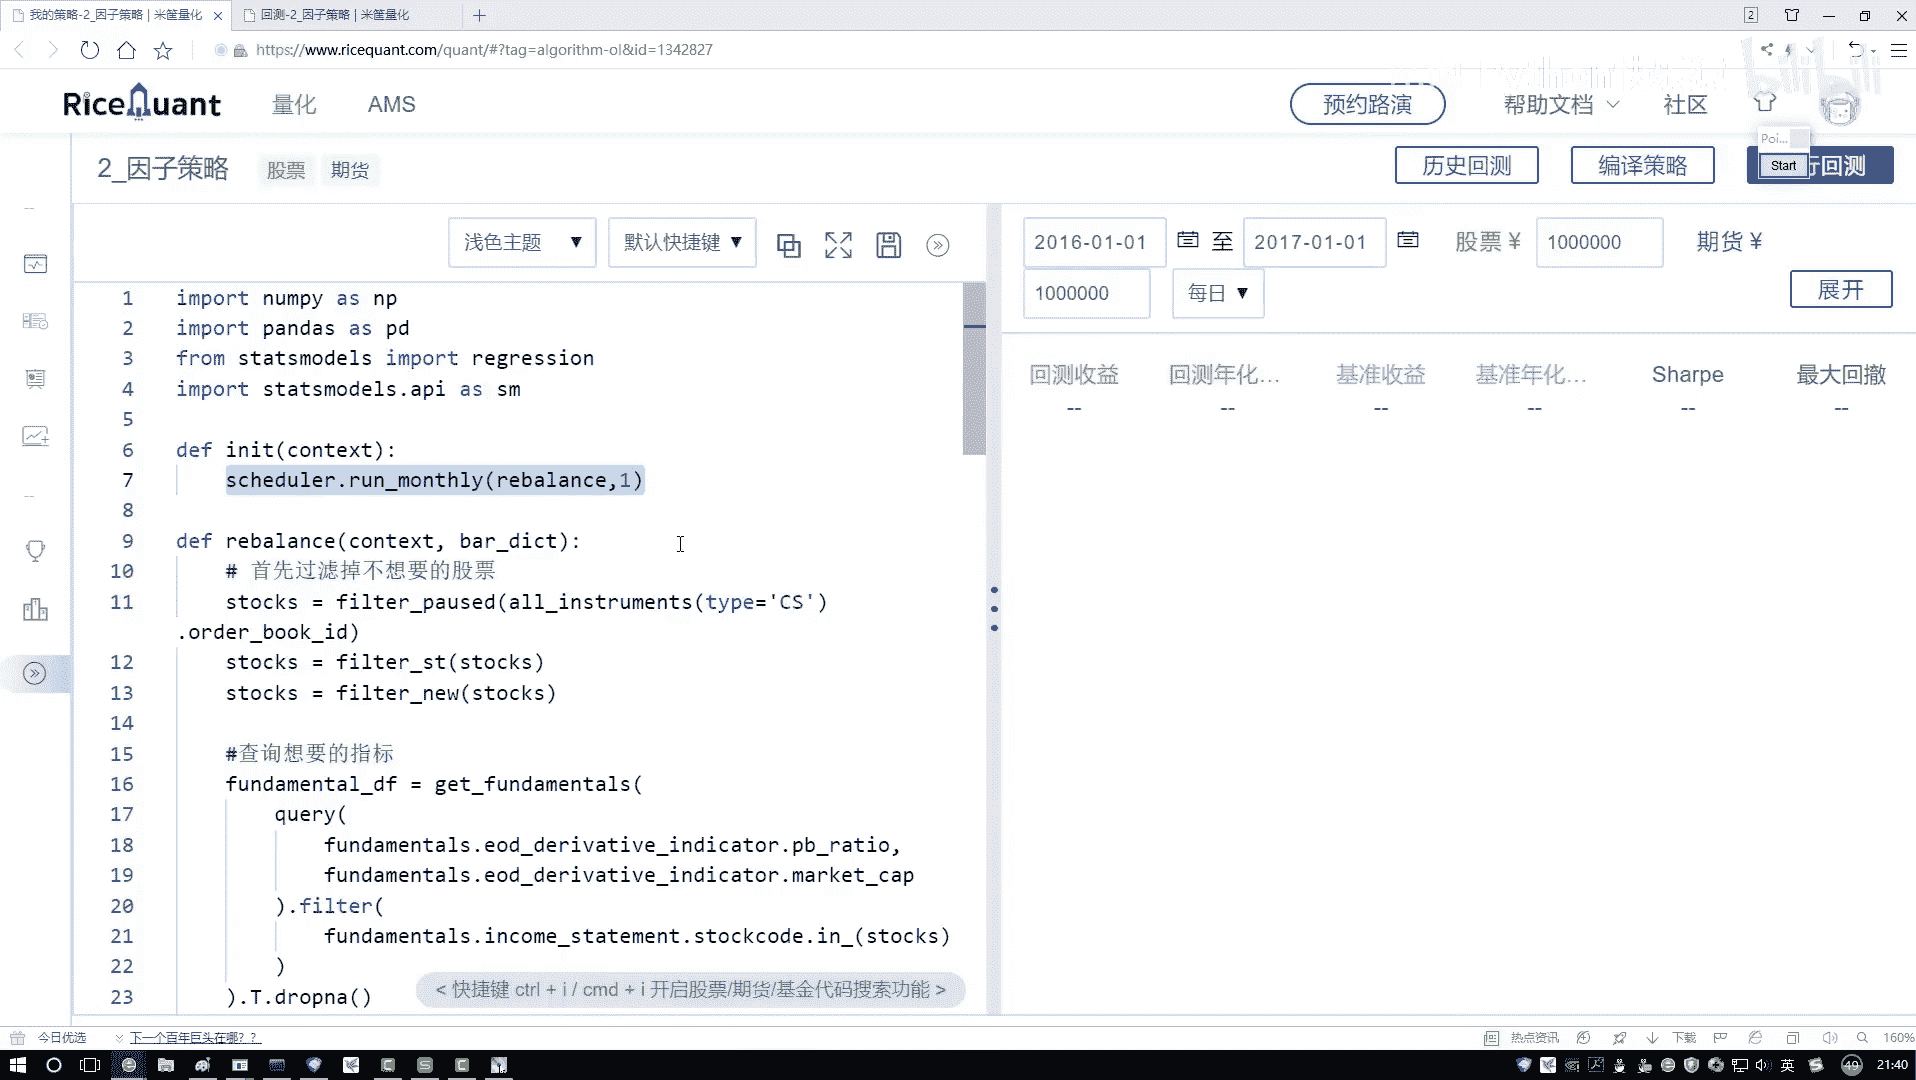 我的策略-2_因子策略 | 米筐量化
回测-2_因子策略 | 米筐量化
2
https://www.ricequant.com/quant/#?tag=algorithm-ol&id=1342827
RiceQuant
量化
AMS
预约路演
帮助文档
社区
Poi...
Start
2_因子策略
股票
期货
历史回测
编译策略
行回测
浅色主题 ▼
默认快捷键 ▼
2016-01-01
至
2017-01-01
股票 ¥
1000000
期货 ¥
1000000
每日 ▼
展开
回测收益
回测年化...
基准收益
基准年化...
Sharpe
最大回撤
--
--
--
--
--
--
1 import numpy as np
2 import pandas as pd
3 from statsmodels import regression
4 import statsmodels.api as sm
5
6 def init(context):
7 scheduler.run_monthly(rebalance,1)
8
9 def rebalance(context, bar_dict):
10 # 首先过滤掉不想要的股票
11 stocks = filter_paused(all_instruments(type='CS')
.order_book_id)
12 stocks = filter_st(stocks)
13 stocks = filter_new(stocks)
14
15 #查询想要的指标
16 fundamental_df = get_fundamentals(
17 query(
18 fundamentals.eod_derivative_indicator.pb_ratio,
19 fundamentals.eod_derivative_indicator.market_cap
20 ).filter(
21 fundamentals.income_statement.stockcode.in_(stocks)
22 )
23 ).T.dropna()
< 快捷键 ctrl + i / cmd + i 开启股票/期货/基金代码搜索功能 >
今日优选
下一个百年巨头在哪？？
热点资讯
下载
160%
英
49
21:40